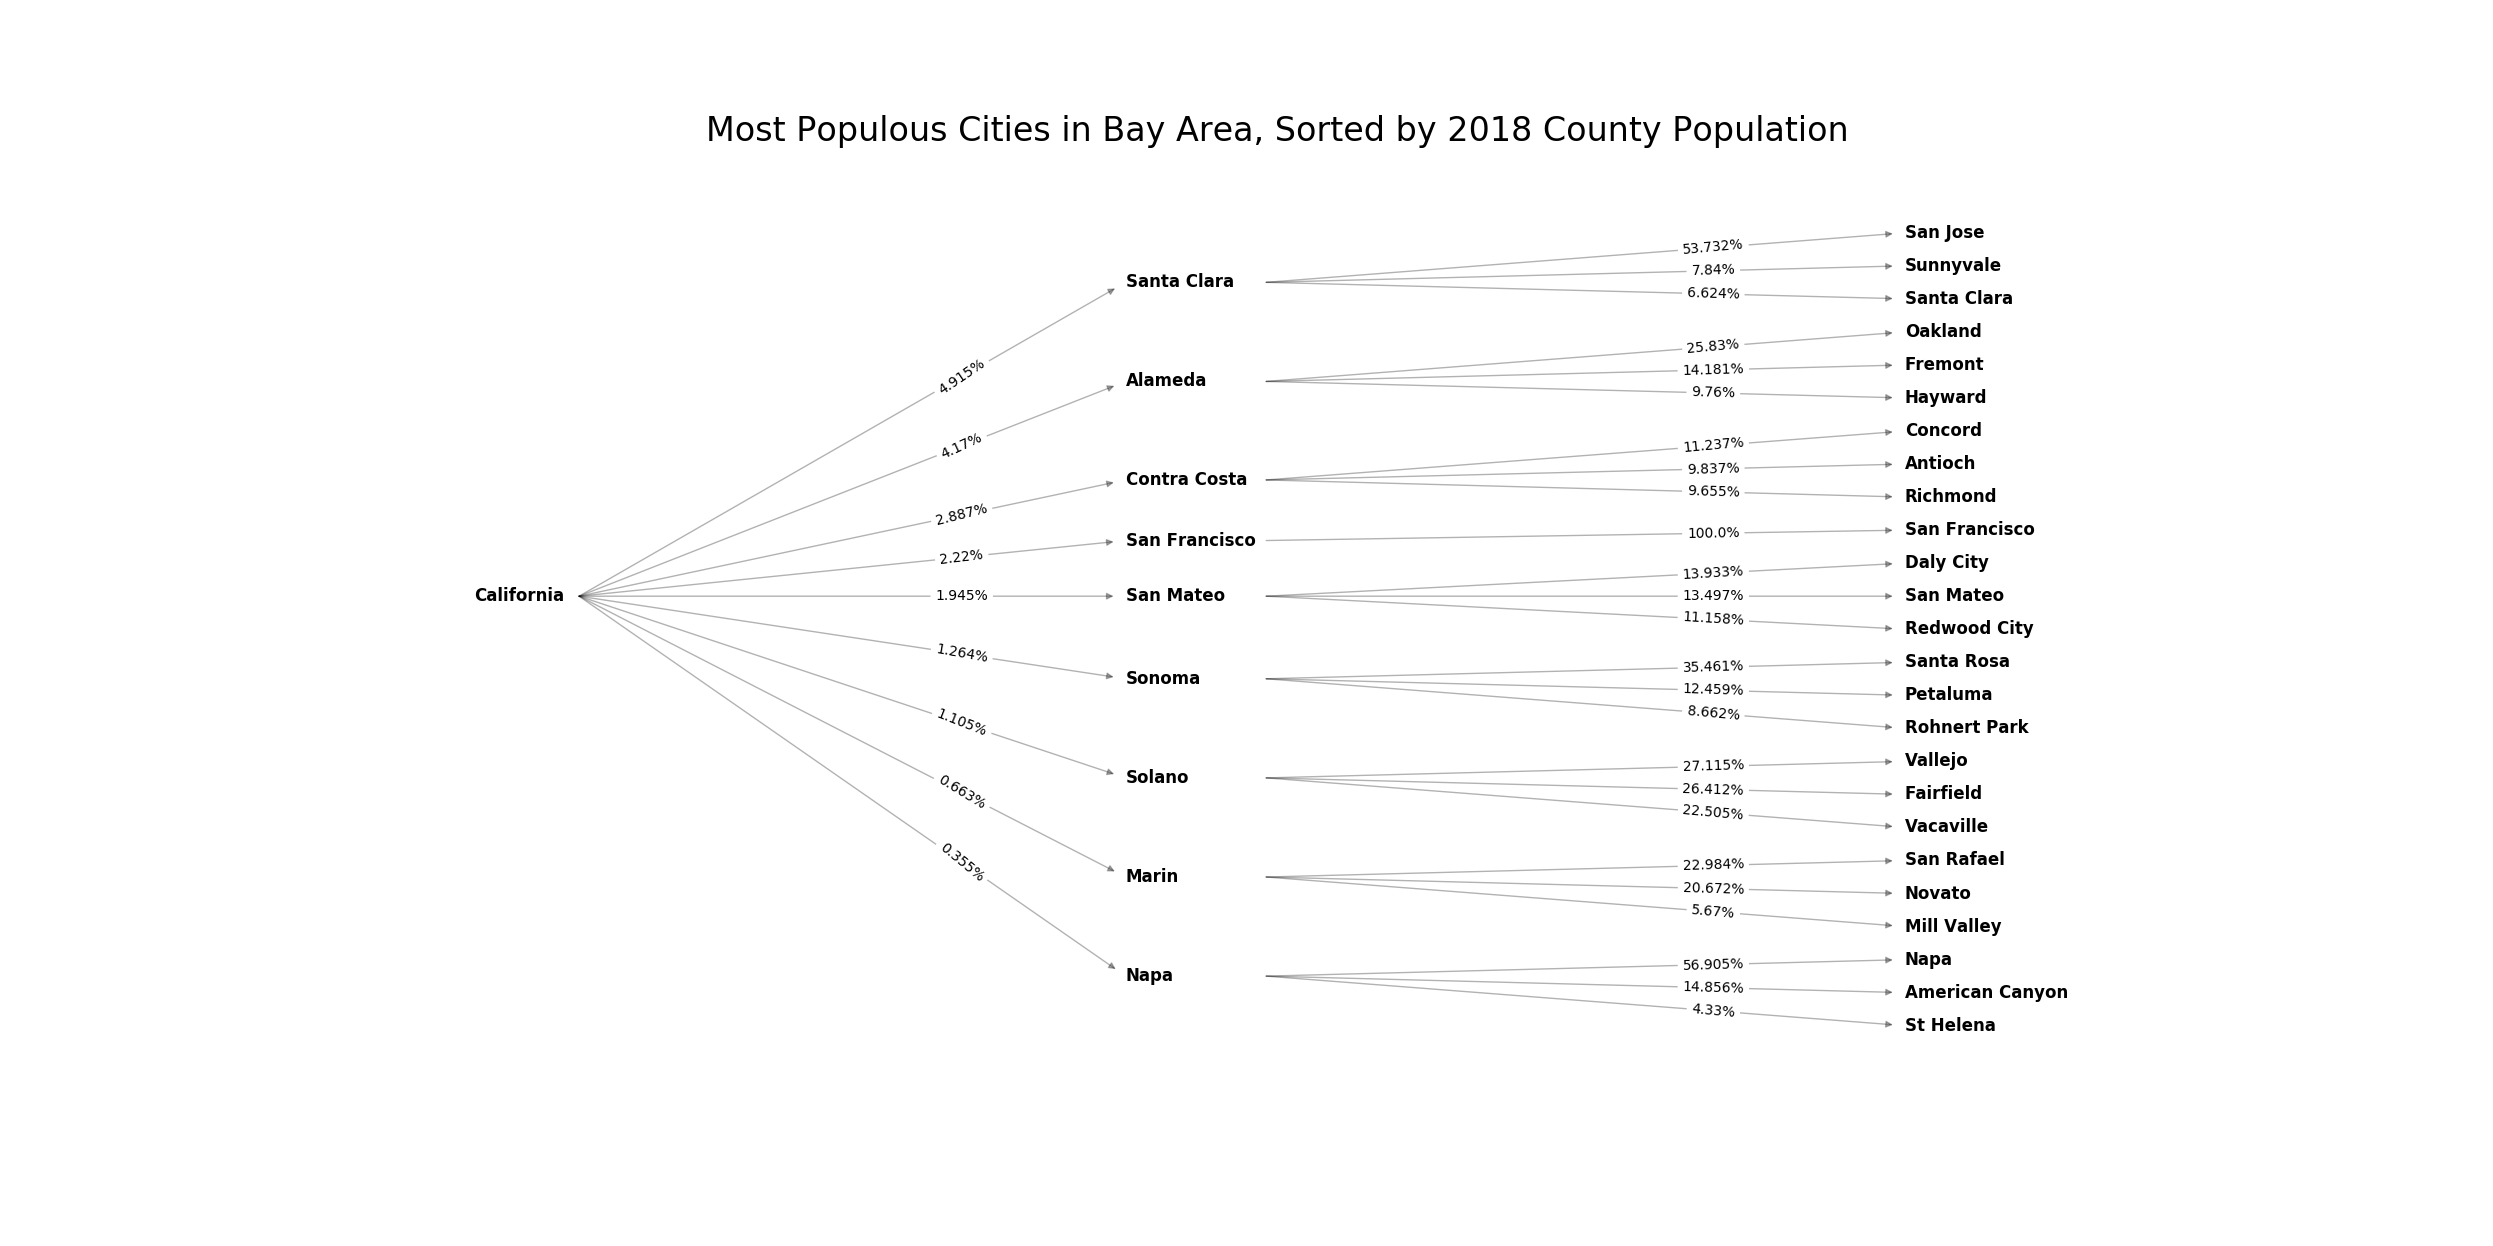 Most Populous Cities in Bay Area, Sorted by 2018 County Population
California
4.915%
Santa Clara
53.732%
San Jose
7.84%
Sunnyvale
6.624%
Santa Clara
4.17%
Alameda
25.83%
Oakland
14.181%
Fremont
9.76%
Hayward
2.887%
Contra Costa
11.237%
Concord
9.837%
Antioch
9.655%
Richmond
2.22%
San Francisco
100.0%
San Francisco
1.945%
San Mateo
13.933%
Daly City
13.497%
San Mateo
11.158%
Redwood City
1.264%
Sonoma
35.461%
Santa Rosa
12.459%
Petaluma
8.662%
Rohnert Park
1.105%
Solano
27.115%
Vallejo
26.412%
Fairfield
22.505%
Vacaville
0.663%
Marin
22.984%
San Rafael
20.672%
Novato
5.67%
Mill Valley
0.355%
Napa
56.905%
Napa
14.856%
American Canyon
4.33%
St Helena